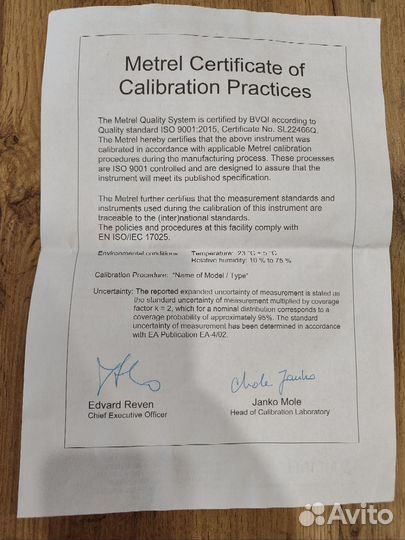 Metrel Certificate of
Calibration Practices
The Metrel Quality System is certified by BVQI according to
Quality standard ISO 9001:2015, Certificate No. SL22466Q.
The Metrel hereby certifies that the above instrument was
calibrated in accordance with applicable Metrel calibration
procedures during the manufacturing process. These processes
are ISO 9001 controlled and are designed to assure that the
instrument will meet its published specification.
The Metrel further certifies that the measurement standards and
instruments used during the calibration of this instrument are
traceable to the (inter)national standards.
The policies and procedures at this facility comply with
EN ISO/IEC 17025.
Environmental conditions: Temperature: 23 °C ± 5 °C
Relative humidity: 10 % to 75 %
Calibration Procedure: "Name of Model / Type"
Uncertainty: The reported expanded uncertainty of measurement is stated as
the standard uncertainty of measurement multiplied by coverage
factor k = 2, which for a nominal distribution corresponds to a
coverage probability of approximately 95%. The standard
uncertainty of measurement has been determined in accordance
with EA Publication EA-4/02.
Edvard Reven
Chief Executive Officer
Janko Mole
Head of Calibration Laboratory
Avito